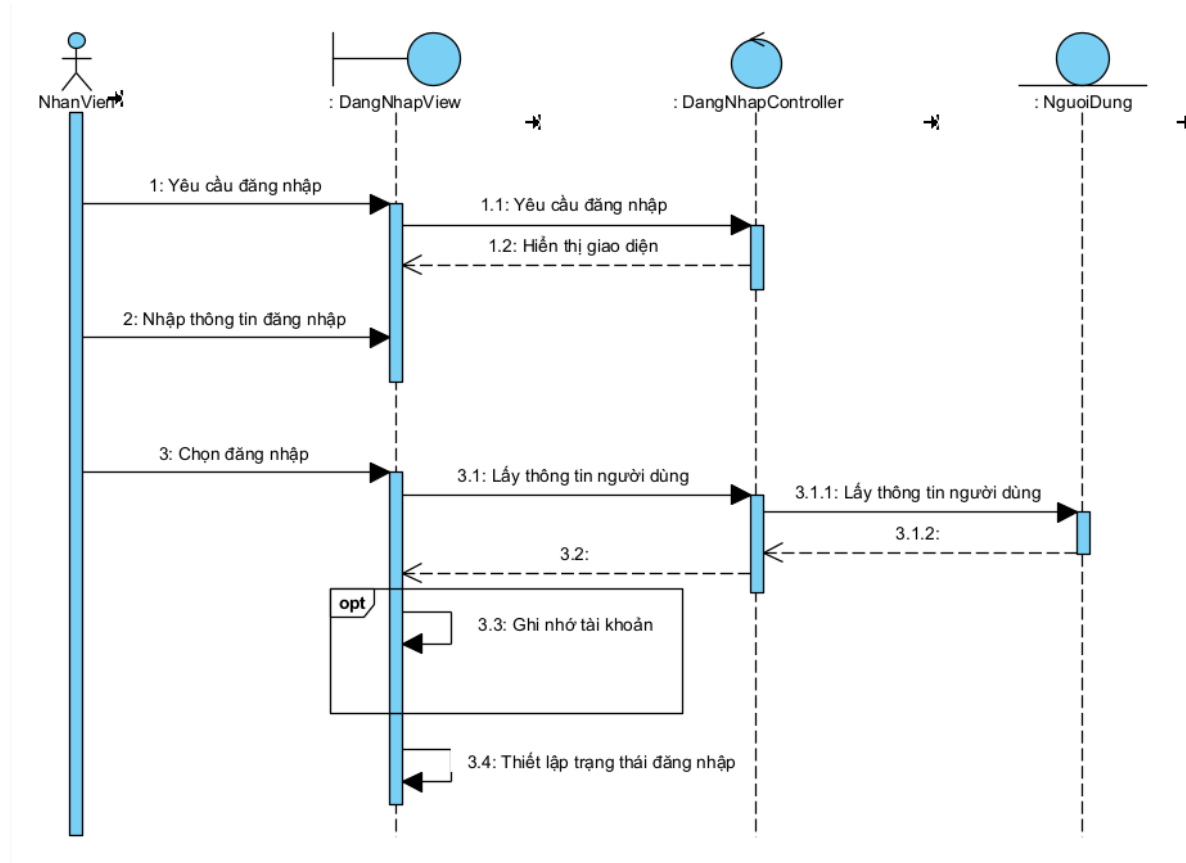 NhanVien
: DangNhapView
: DangNhapController
: NguoiDung
1: Yêu cầu đăng nhập
1.1: Yêu cầu đăng nhập
1.2: Hiển thị giao diện
2: Nhập thông tin đăng nhập
3: Chọn đăng nhập
3.1: Lấy thông tin người dùng
3.1.1: Lấy thông tin người dùng
3.1.2:
3.2:
opt
3.3: Ghi nhớ tài khoản
3.4: Thiết lập trạng thái đăng nhập